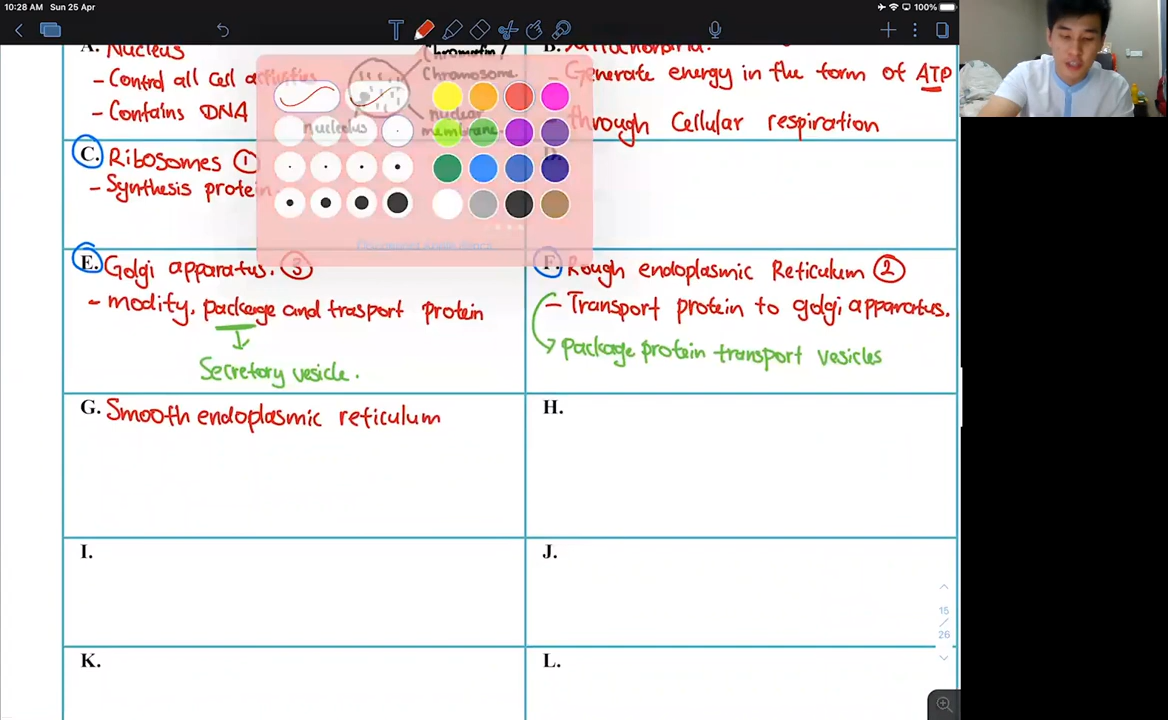 10:28 AM Sun 25 Apr
100%
A. Nucleus
- Control all cell activities
- Contains DNA
Chromatin /
Chromosome
nucleolus
nuclear
membrane
B. Mitochondria.
- Generate energy in the form of ATP
through Cellular respiration
C. Ribosomes ①
- Synthesis protein
D.
E. Golgi apparatus. ③
- modify, package and trasport protein
Secretory vesicle.
F. Rough endoplasmic Reticulum ②
- Transport protein to golgi apparatus.
package protein transport vesicles
G. Smooth endoplasmic reticulum
H.
I.
J.
15
/
26
K.
L.